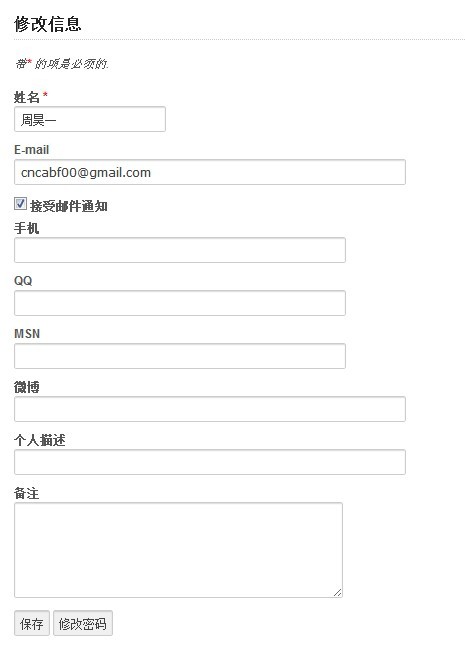 修改信息
带* 的项是必须的.
姓名 *
周昊一
E-mail
cncabf00@gmail.com
接受邮件通知
手机
QQ
MSN
微博
个人描述
备注
保存 修改密码